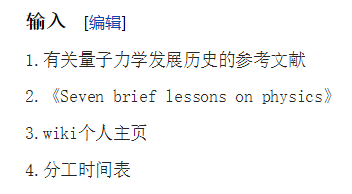 输入 [编辑]
1.有关量子力学发展历史的参考文献
2.《Seven brief lessons on physics》
3.wiki个人主页
4.分工时间表